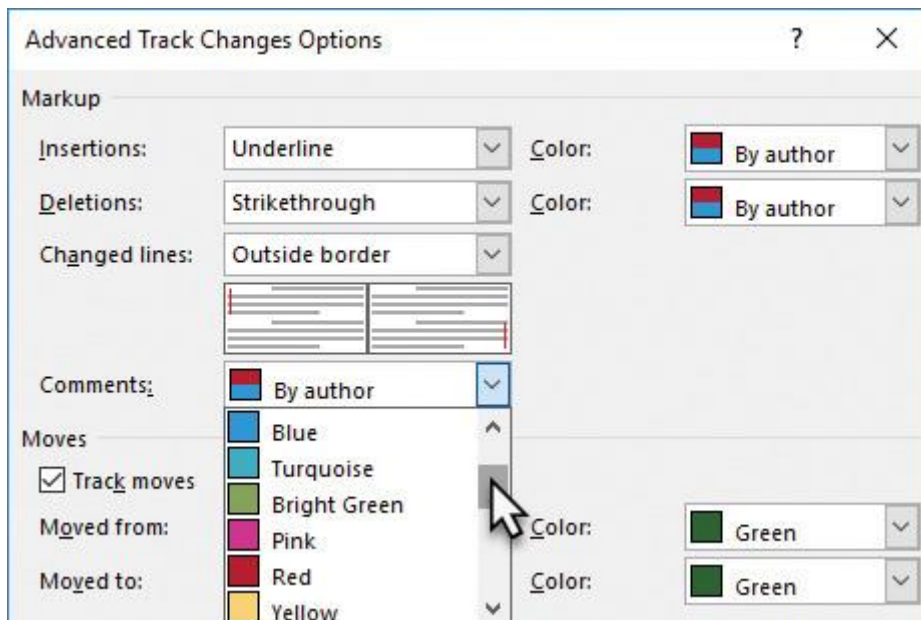 Advanced Track Changes Options ? ✕
Markup
Insertions: Underline Color: By author
Deletions: Strikethrough Color: By author
Changed lines: Outside border
Comments: By author
Blue
Moves
Turquoise
Track moves
Bright Green
Moved from: Color: Green
Pink
Moved to: Red Color: Green
Yellow